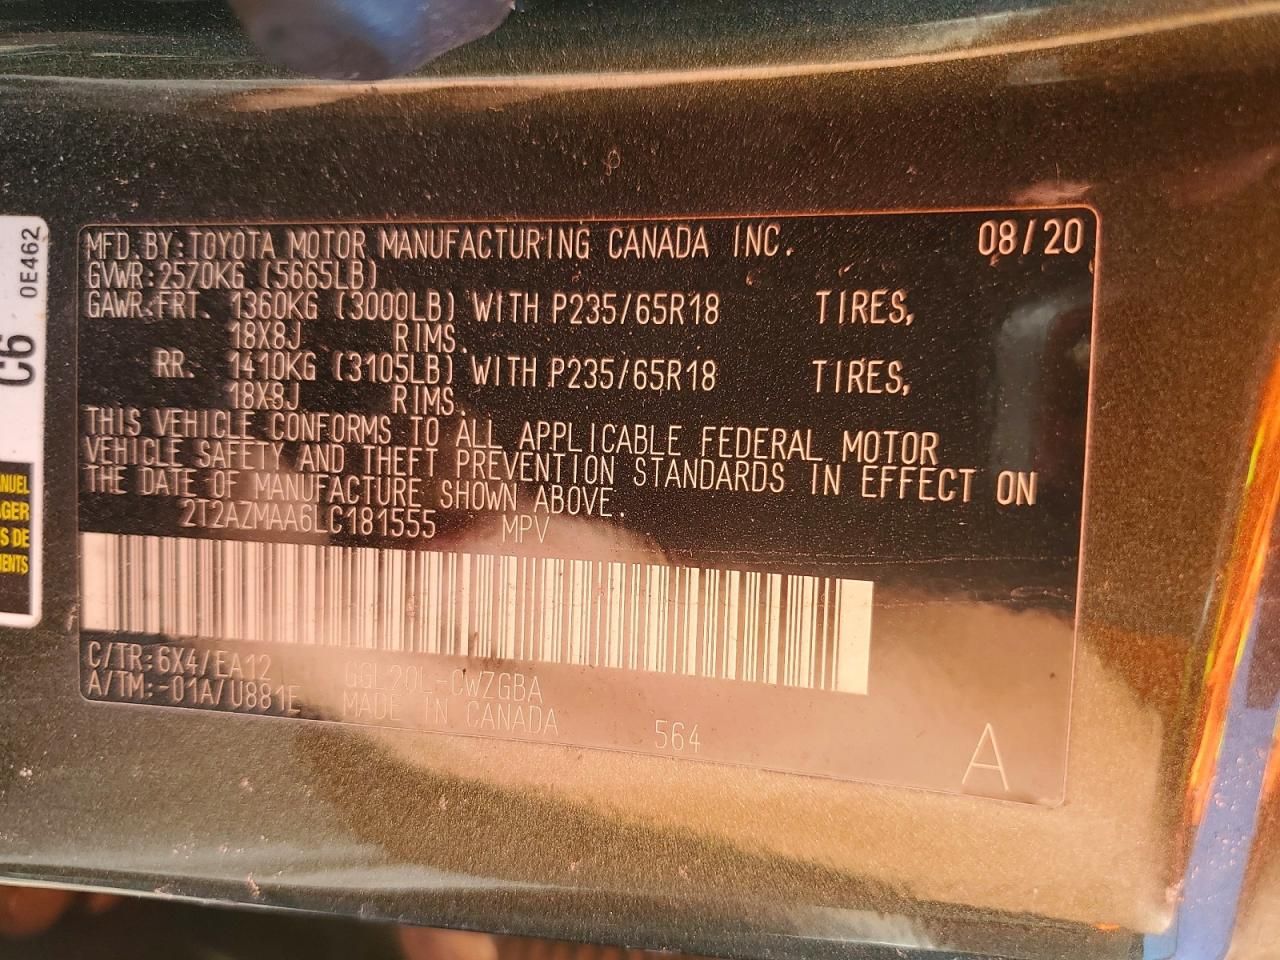 MFD. BY: TOYOTA MOTOR MANUFACTURING CANADA INC. 08/20
GVWR: 2570KG (5665LB)
GAWR: FRT. 1360KG (3000LB) WITH P235/65R18 TIRES,
18X8J RIMS.
RR. 1410KG (3105LB) WITH P235/65R18 TIRES,
18X8J RIMS.
THIS VEHICLE CONFORMS TO ALL APPLICABLE FEDERAL MOTOR
VEHICLE SAFETY AND THEFT PREVENTION STANDARDS IN EFFECT ON
THE DATE OF MANUFACTURE SHOWN ABOVE.
2T2AZMAA6LC181555 MPV
C/TR: 6X4/EA12 GGL20L-CWZGBA
A/TM: -01A/U881E MADE IN CANADA 564 A
0E462
C6
S DE